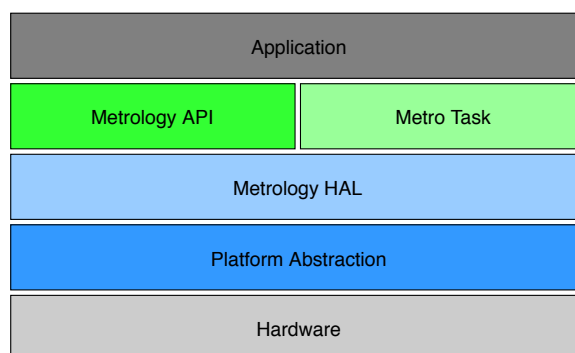 Application
Metrology API
Metro Task
Metrology HAL
Platform Abstraction
Hardware